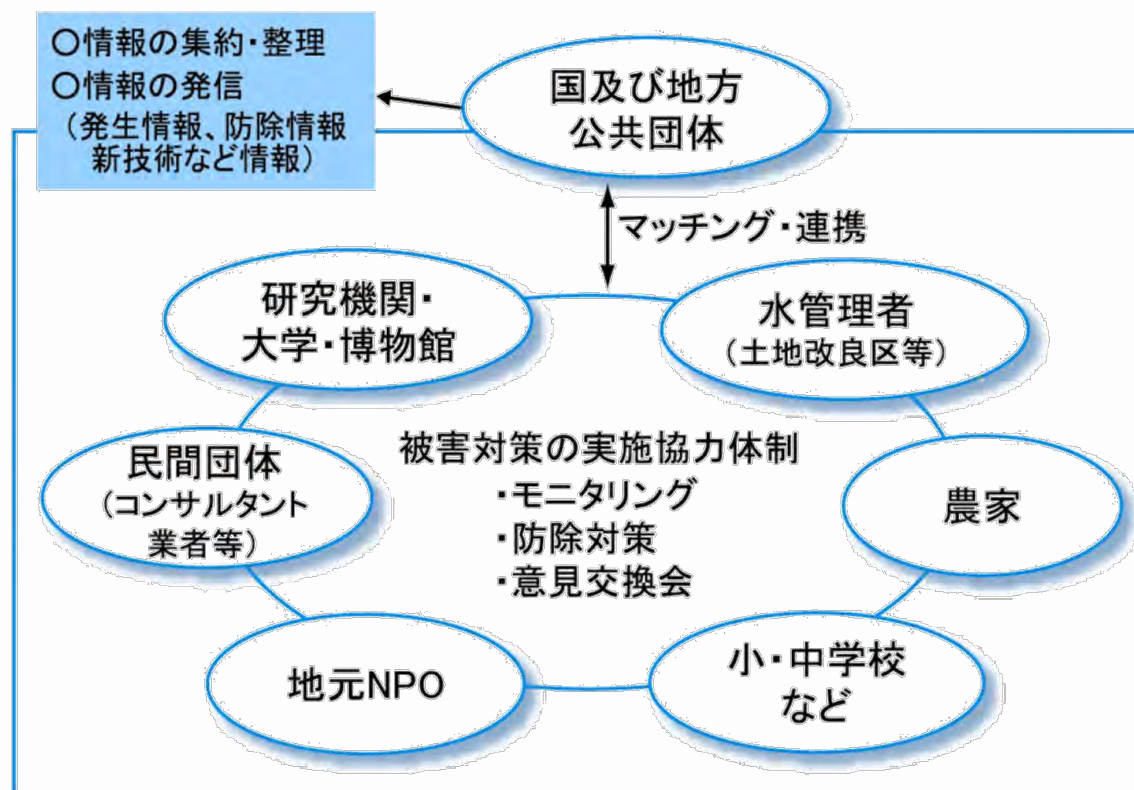 〇情報の集約・整理
〇情報の発信
（発生情報、防除情報
新技術など情報）
国及び地方
公共団体
マッチング・連携
研究機関・
大学・博物館
水管理者
（土地改良区等）
民間団体
（コンサルタント
業者等）
被害対策の実施協力体制
・モニタリング
・防除対策
・意見交換会
農家
地元NPO
小・中学校
など